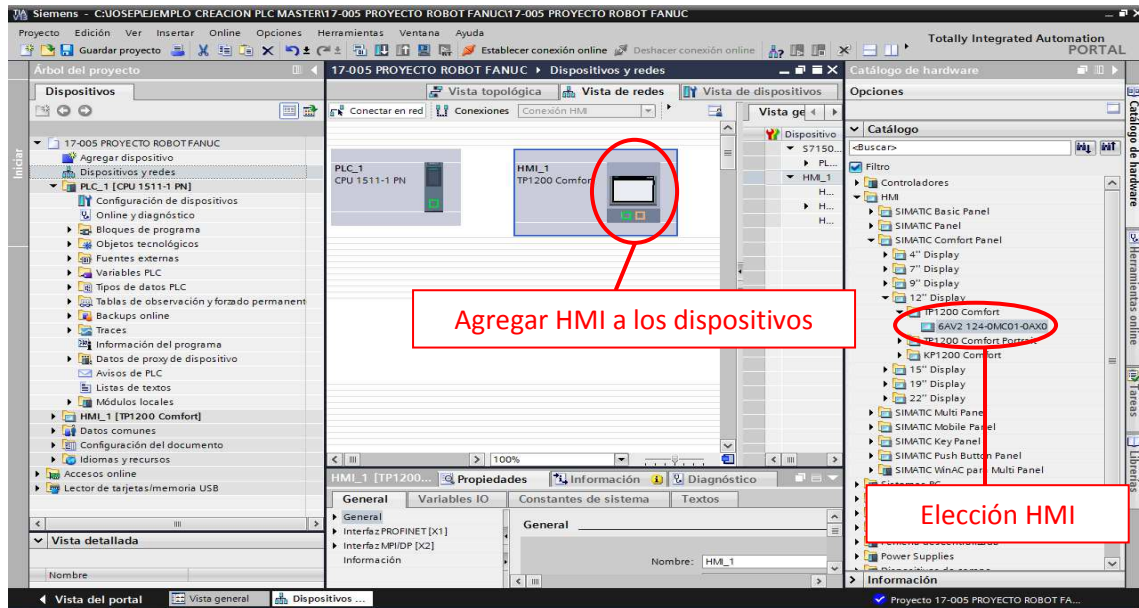 Siemens - C:\JOSEP\EJEMPLO CREACION PLC MASTER\17-005 PROYECTO ROBOT FANUC\17-005 PROYECTO ROBOT FANUC
Proyecto Edición Ver Insertar Online Opciones Herramientas Ventana Ayuda
Guardar proyecto Establecer conexión online Deshacer conexión online
Totally Integrated Automation
PORTAL
Iniciar
Árbol del proyecto
Dispositivos
17-005 PROYECTO ROBOT FANUC
Agregar dispositivo
Dispositivos y redes
PLC_1 [CPU 1511-1 PN]
Configuración de dispositivos
Online y diagnóstico
Bloques de programa
Objetos tecnológicos
Fuentes externas
Variables PLC
Tipos de datos PLC
Tablas de observación y forzado permanent
Backups online
Traces
Información del programa
Datos de proxy de dispositivo
Avisos de PLC
Listas de textos
Módulos locales
HMI_1 [TP1200 Comfort]
Datos comunes
Configuración del documento
Idiomas y recursos
Accesos online
Lector de tarjetas/memoria USB
Vista detallada
Nombre
17-005 PROYECTO ROBOT FANUC Dispositivos y redes
Vista topológica Vista de redes Vista de dispositivos
Conectar en red Conexiones Conexión HMI
PLC_1
CPU 1511-1 PN
HMI_1
TP1200 Comfort
Agregar HMI a los dispositivos
100%
Vista ge
Dispositivo
S7150...
PL...
HMI_1
H...
H...
H...
HMI_1 [TP1200... Propiedades Información Diagnóstico
General Variables IO Constantes de sistema Textos
General
Interfaz PROFINET [X1]
Interfaz MPI/DP [X2]
Información
General
Nombre: HMI_1
Catálogo de hardware
Opciones
Catálogo
<Buscar>
Filtro
Controladores
HMI
SIMATIC Basic Panel
SIMATIC Panel
SIMATIC Comfort Panel
4" Display
7" Display
9" Display
12" Display
TP1200 Comfort
6AV2 124-0MC01-0AX0
TP1200 Comfort Portrait
KP1200 Comfort
15" Display
19" Display
22" Display
SIMATIC Multi Panel
SIMATIC Mobile Panel
SIMATIC Key Panel
SIMATIC Push Button Panel
SIMATIC WinAC para Multi Panel
Elección HMI
Power Supplies
Información
Catálogo de hardware
Herramientas online
Tareas
Librerías
Vista del portal Vista general Dispositivos ...
Proyecto 17-005 PROYECTO ROBOT FA...